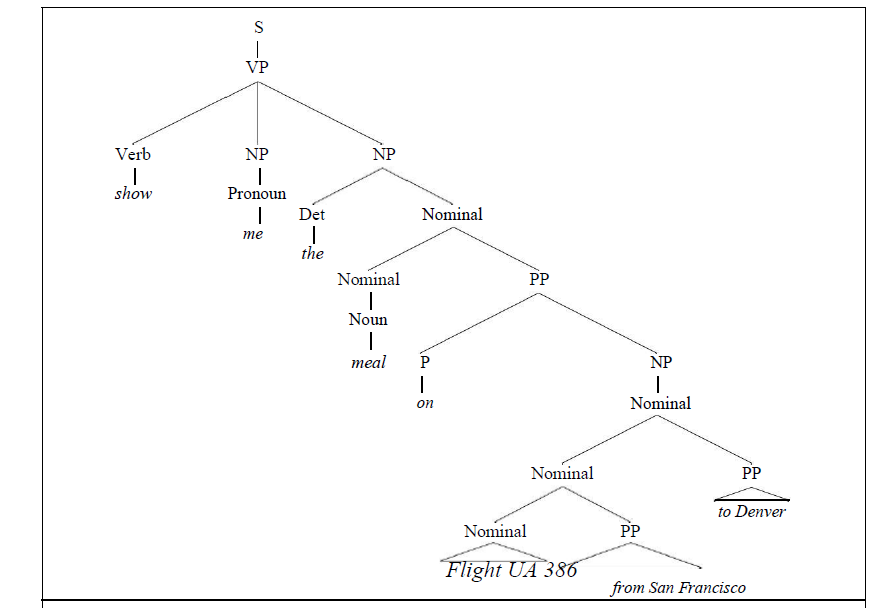 S
VP
Verb NP NP
show Pronoun Det Nominal
me the
Nominal PP
Noun
meal P NP
on Nominal
Nominal PP
to Denver
Nominal PP
Flight UA 386
from San Francisco